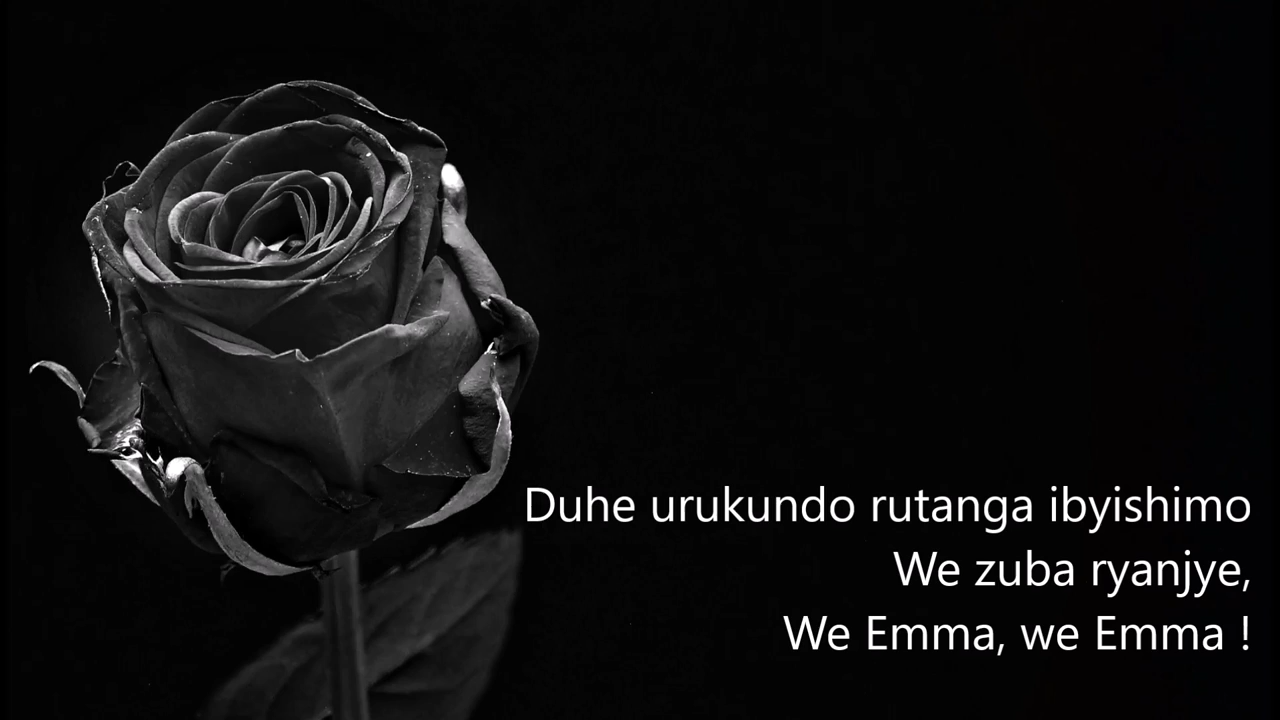 Duhe urukundo rutanga ibyishimo
We zuba ryanjye,
We Emma, we Emma !